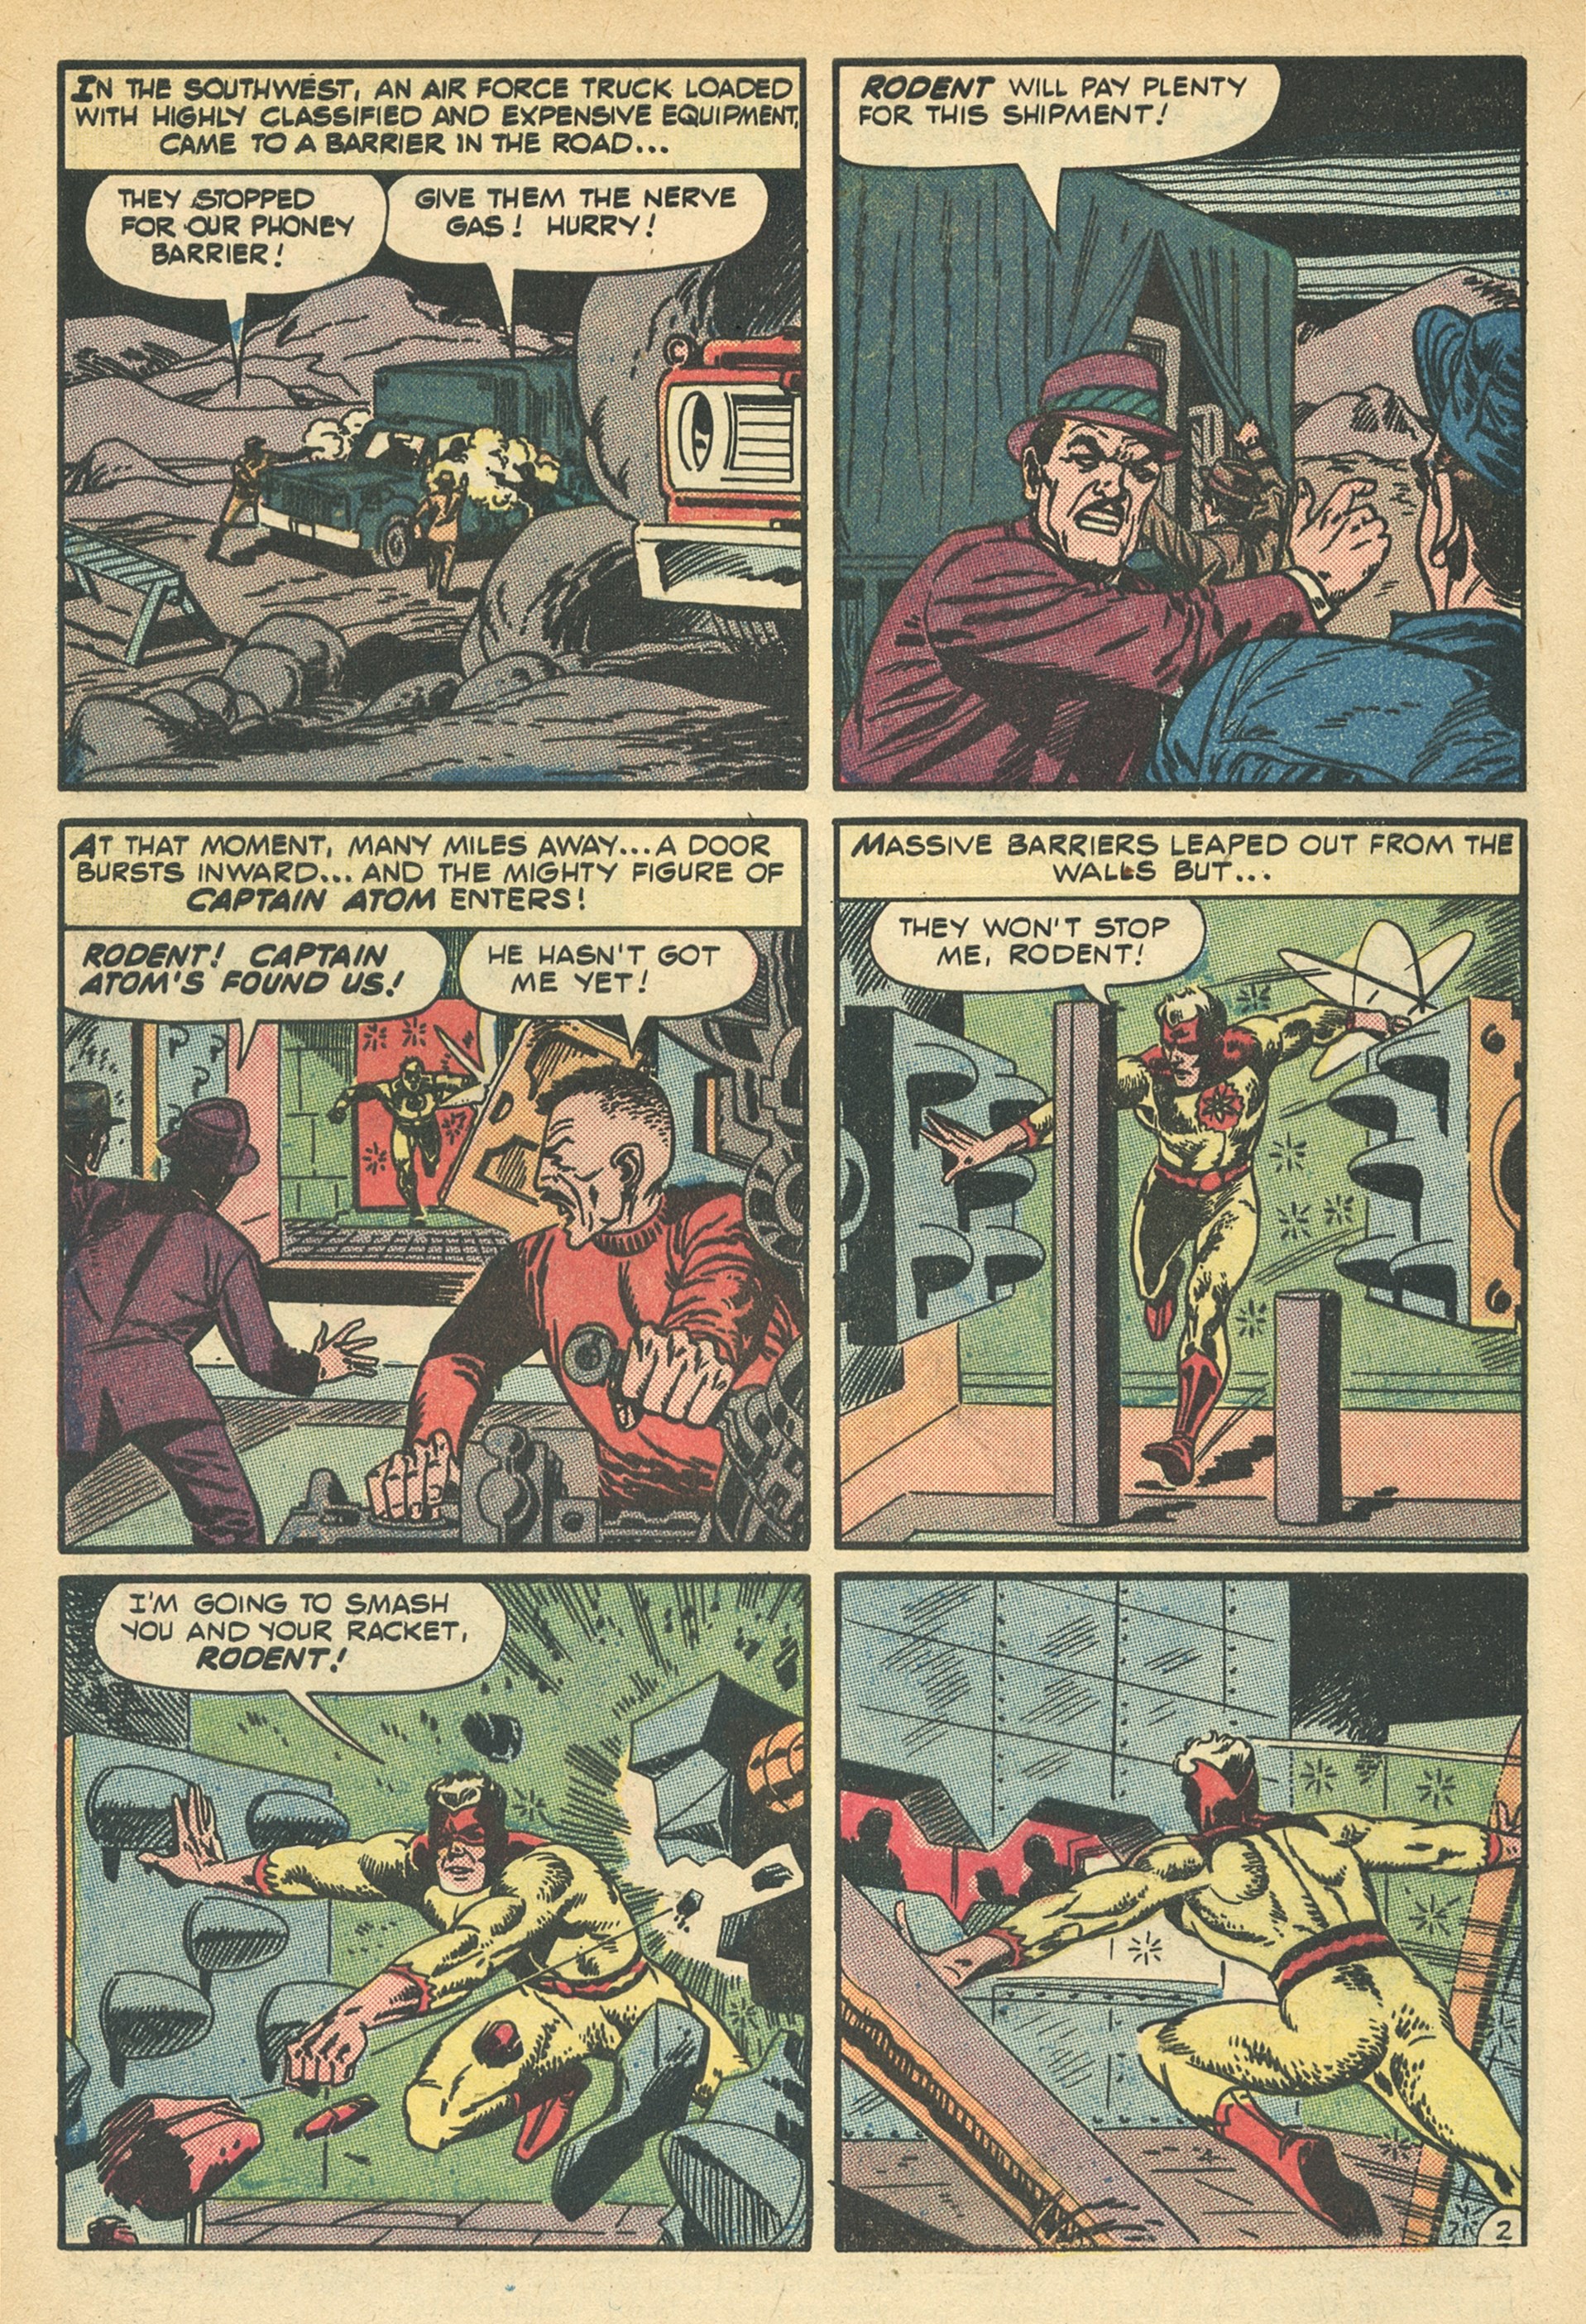 IN THE SOUTHWEST, AN AIR FORCE TRUCK LOADED
WITH HIGHLY CLASSIFIED AND EXPENSIVE EQUIPMENT,
CAME TO A BARRIER IN THE ROAD...
THEY STOPPED
FOR OUR PHONEY
BARRIER!
GIVE THEM THE NERVE
GAS! HURRY!
RODENT WILL PAY PLENTY
FOR THIS SHIPMENT!
AT THAT MOMENT, MANY MILES AWAY... A DOOR
BURSTS INWARD... AND THE MIGHTY FIGURE OF
CAPTAIN ATOM ENTERS!
RODENT! CAPTAIN
ATOM'S FOUND US!
HE HASN'T GOT
ME YET!
MASSIVE BARRIERS LEAPED OUT FROM THE
WALLS BUT...
THEY WON'T STOP
ME, RODENT!
I'M GOING TO SMASH
YOU AND YOUR RACKET,
RODENT!
2